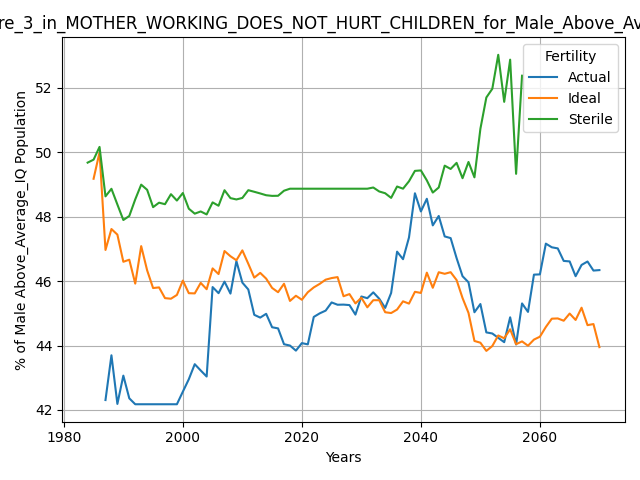 re_3_in_MOTHER_WORKING_DOES_NOT_HURT_CHILDREN_for_Male_Above_Av
% of Male Above_Average_IQ Population
52
50
48
46
44
42
1980
2000
2020
2040
2060
Years
Fertility
Actual
Ideal
Sterile